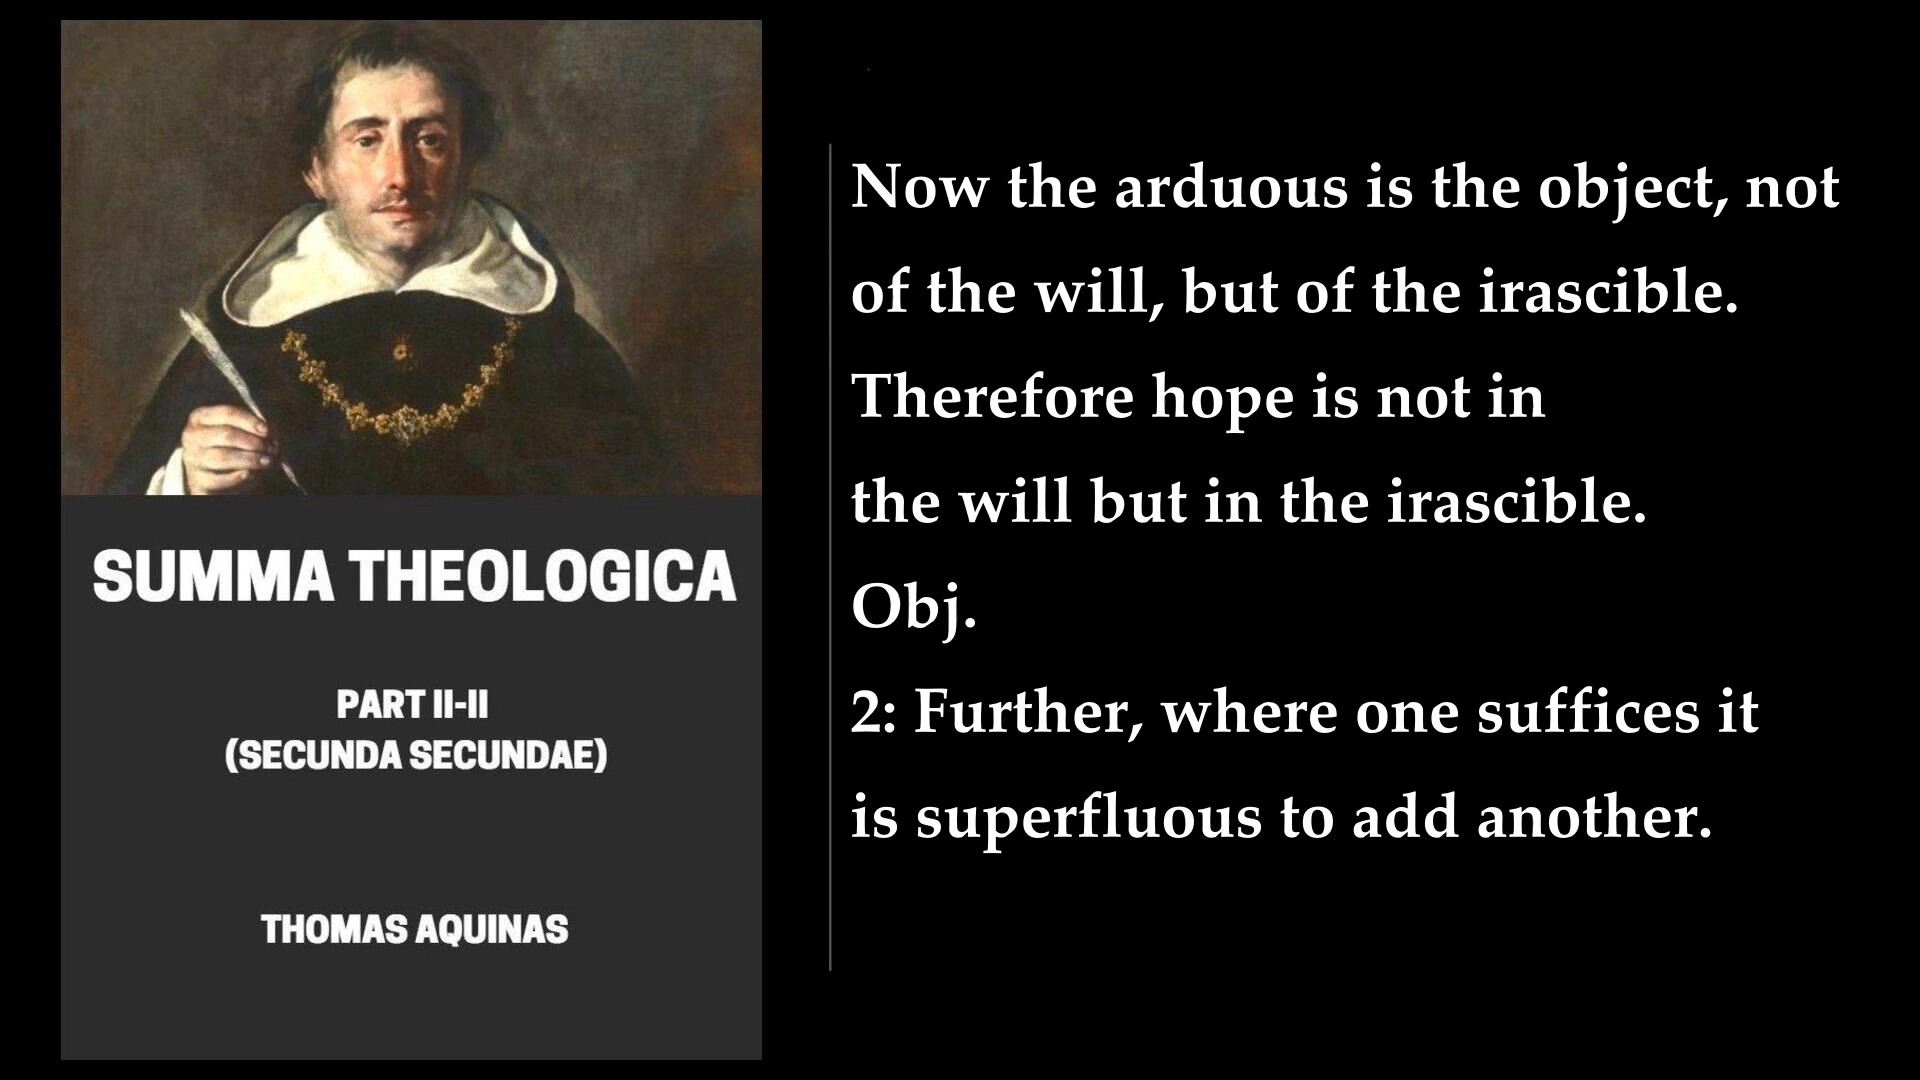 SUMMA THEOLOGICA
PART II-II
(SECUNDA SECUNDAE)
THOMAS AQUINAS
Now the arduous is the object, not
of the will, but of the irascible.
Therefore hope is not in
the will but in the irascible.
Obj.
2: Further, where one suffices it
is superfluous to add another.